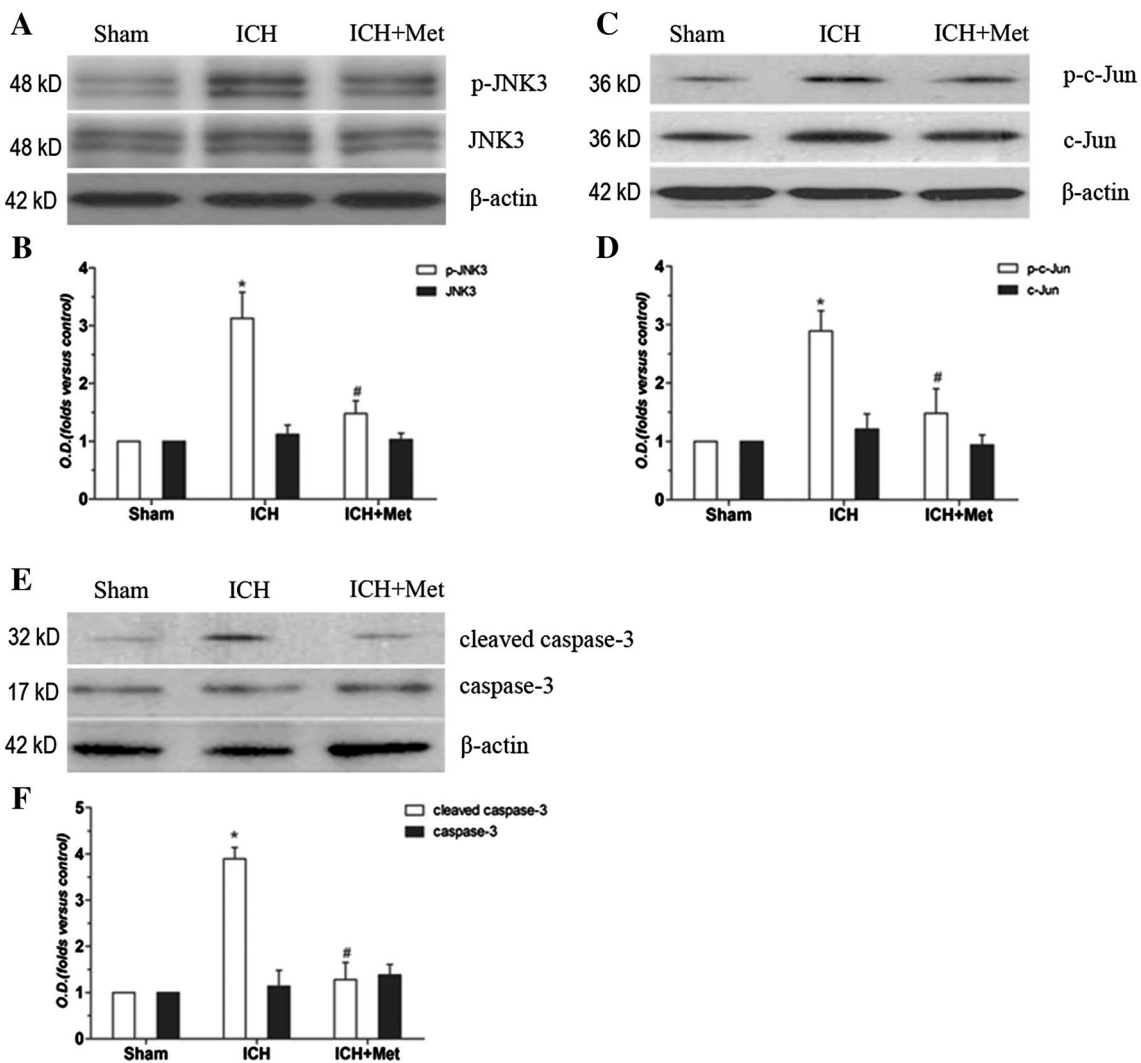 A
Sham ICH ICH+Met
48 kD p-JNK3
48 kD JNK3
42 kD β-actin
B
O.D.(folds versus control)
4
3
2
1
0
*
#
p-JNK3
JNK3
Sham ICH ICH+Met
C
Sham ICH ICH+Met
36 kD p-c-Jun
36 kD c-Jun
42 kD β-actin
D
O.D.(folds versus control)
4
3
2
1
0
*
#
p-c-Jun
c-Jun
Sham ICH ICH+Met
E
Sham ICH ICH+Met
32 kD cleaved caspase-3
17 kD caspase-3
42 kD β-actin
F
O.D.(folds versus control)
5
4
3
2
1
0
*
#
cleaved caspase-3
caspase-3
Sham ICH ICH+Met